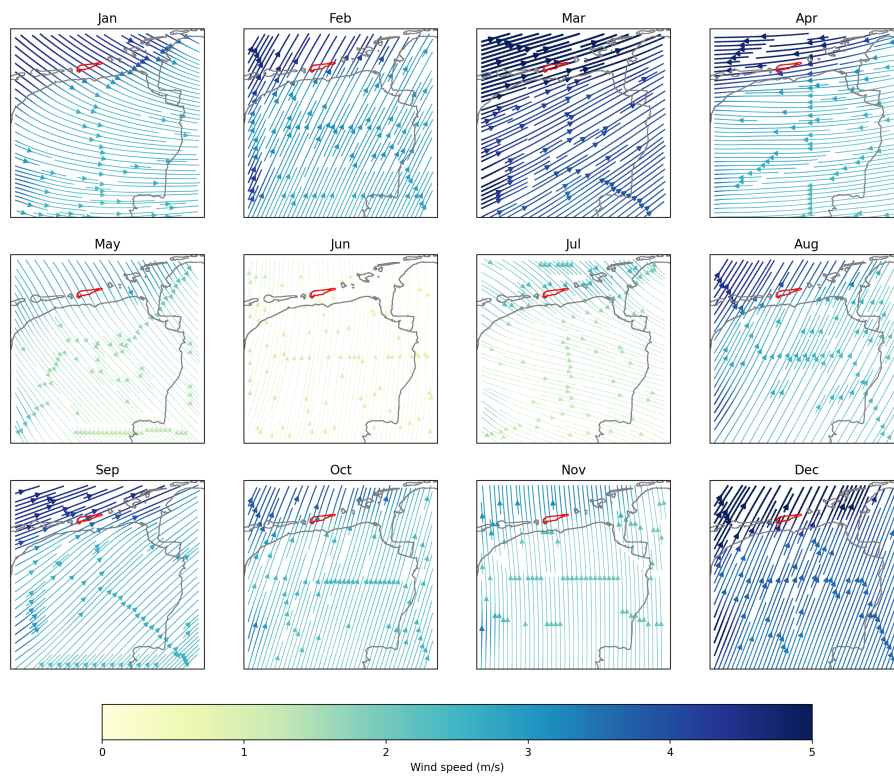 Jan Feb Mar Apr
May Jun Jul Aug
Sep Oct Nov Dec
0 1 2 3 4 5
Wind speed (m/s)